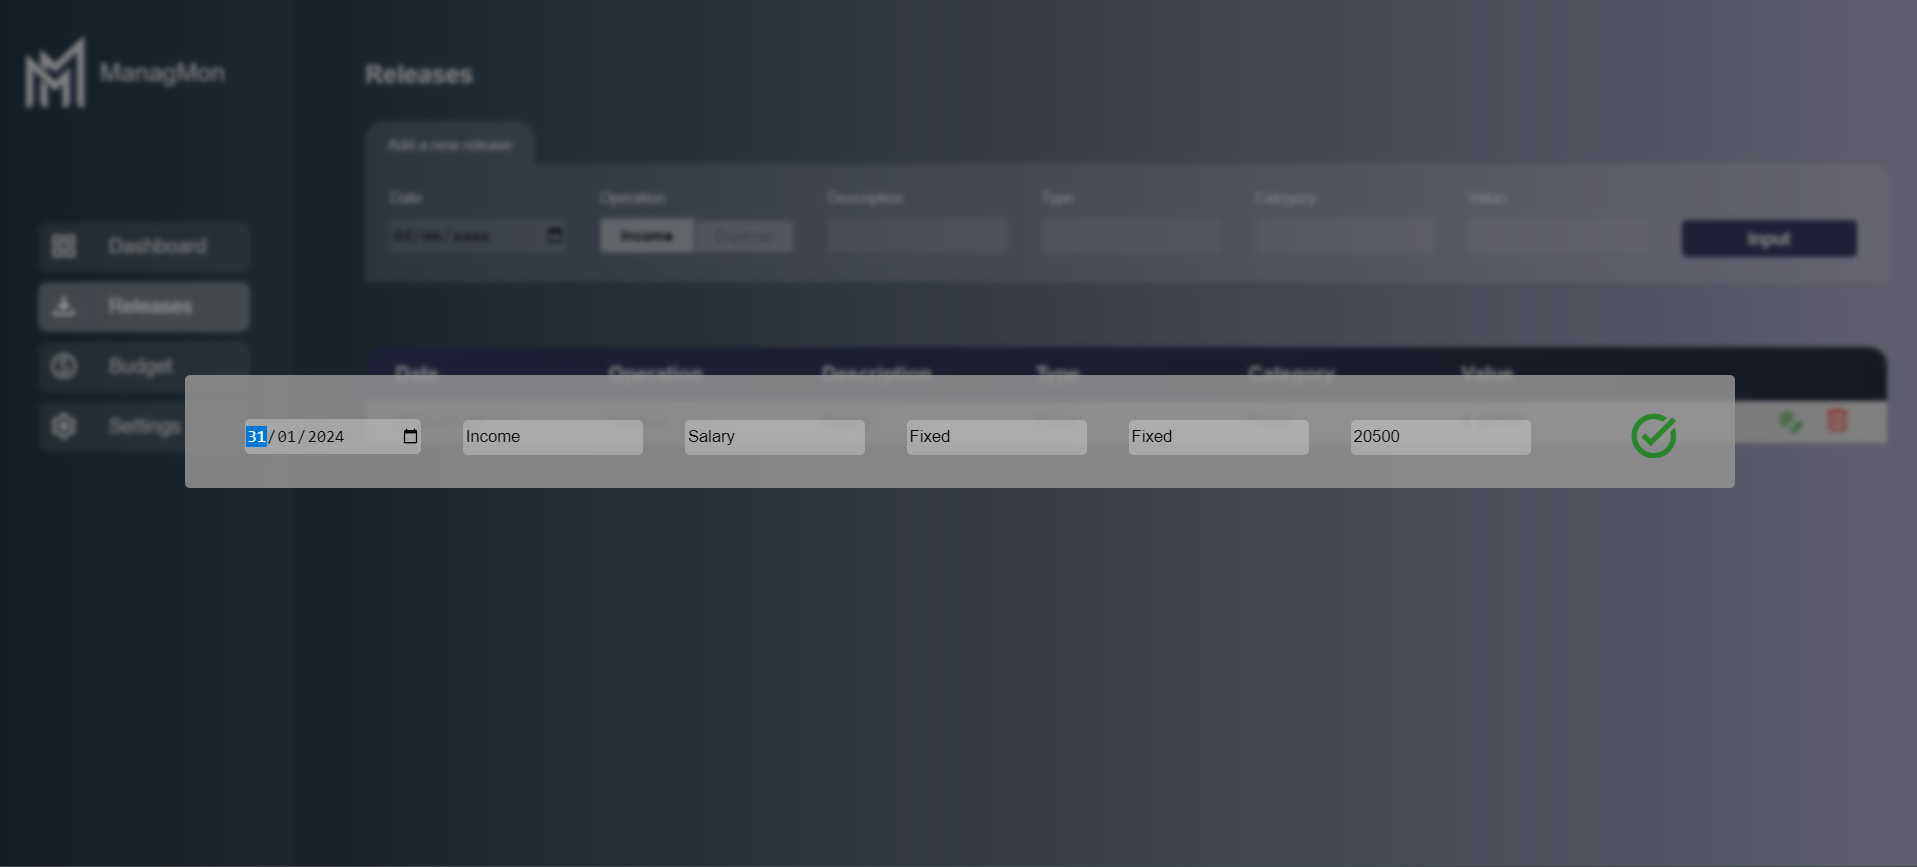 ManagMon
Releases
Add a new release
Date Operation Description Type Category Value
dd/mm/aaaa Income Expense Input
Dashboard
Releases
Budget
Settings
Date Operation Description Type Category Value
31/01/2024 Income Salary Fixed Fixed 20500